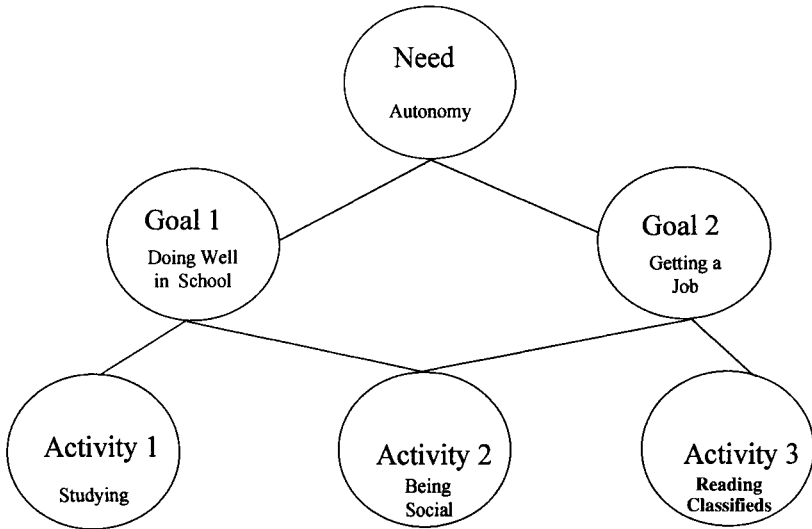 Need
Autonomy
Goal 1
Doing Well
in School
Goal 2
Getting a
Job
Activity 1
Studying
Activity 2
Being
Social
Activity 3
Reading
Classifieds